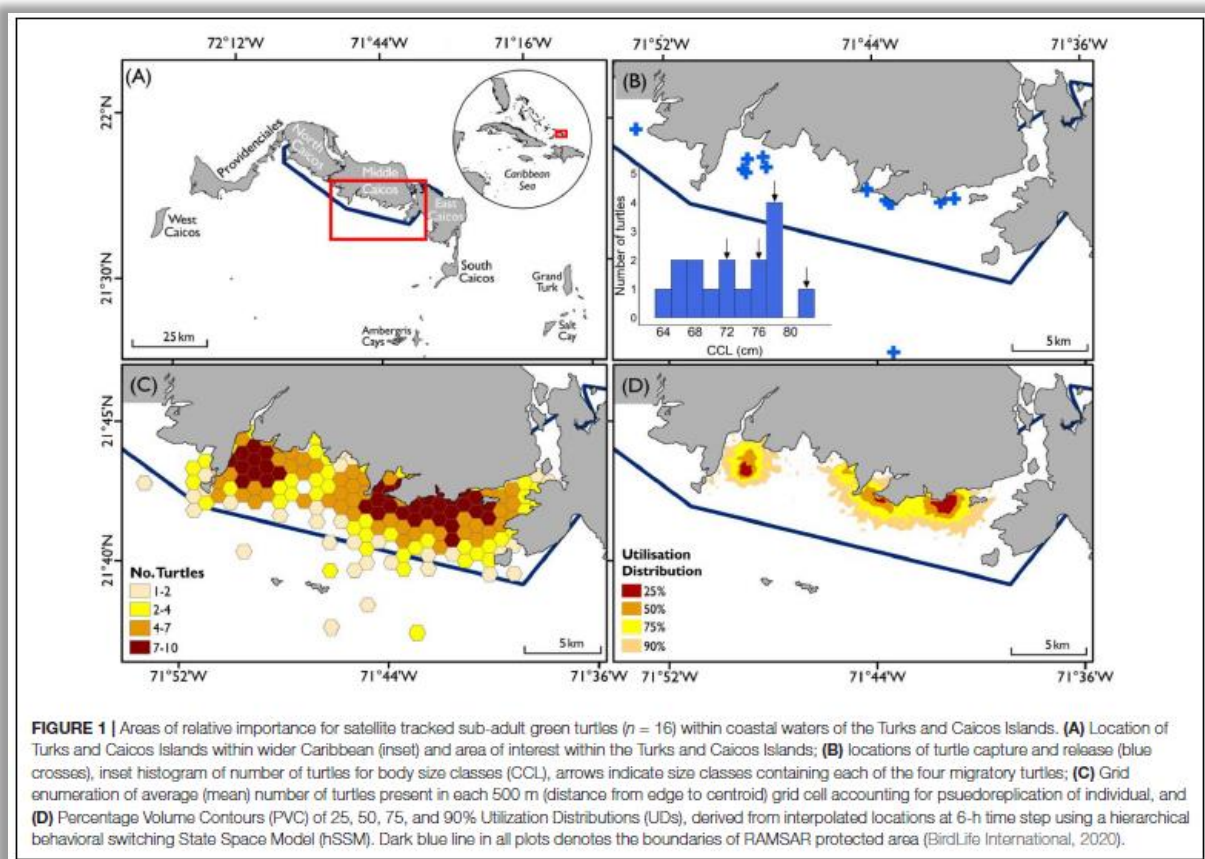 72°12'W 71°44'W 71°16'W
71°52'W 71°44'W 71°36'W
(A)
22°N
21°30'N
Providenciales
North
Caicos
Middle
Caicos
East
Caicos
West
Caicos
South
Caicos
Grand
Turk
Salt
Cay
Ambergris
Cays
Caribbean
Sea
25 km
(B)
Number of turtles
5
4
3
2
1
0
64 68 72 76 80
CCL (cm)
5 km
(C)
21°45'N
21°40'N
No. Turtles
1-2
2-4
4-7
7-10
5 km
71°52'W 71°44'W 71°36'W
(D)
Utilisation
Distribution
25%
50%
75%
90%
5 km
71°52'W 71°44'W 71°36'W
FIGURE 1 | Areas of relative importance for satellite tracked sub-adult green turtles (n = 16) within coastal waters of the Turks and Caicos Islands. (A) Location of
Turks and Caicos Islands within wider Caribbean (inset) and area of interest within the Turks and Caicos Islands; (B) locations of turtle capture and release (blue
crosses), inset histogram of number of turtles for body size classes (CCL), arrows indicate size classes containing each of the four migratory turtles; (C) Grid
enumeration of average (mean) number of turtles present in each 500 m (distance from edge to centroid) grid cell accounting for psuedoreplication of individual, and
(D) Percentage Volume Contours (PVC) of 25, 50, 75, and 90% Utilization Distributions (UDs), derived from interpolated locations at 6-h time step using a hierarchical
behavioral switching State Space Model (hSSM). Dark blue line in all plots denotes the boundaries of RAMSAR protected area (BirdLife International, 2020).